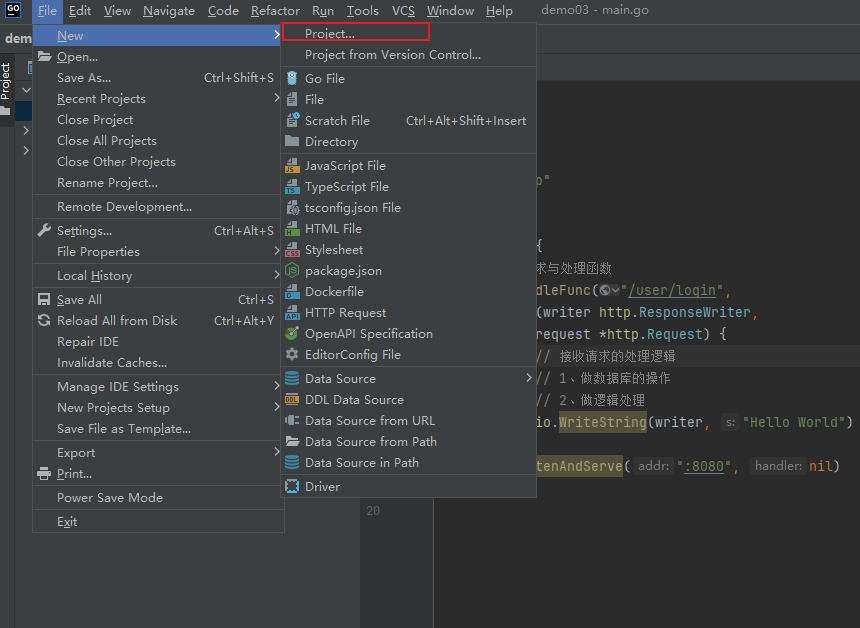 GO File Edit View Navigate Code Refactor Run Tools VCS Window Help demo03 - main.go
dem
Project
New
Open...
Save As... Ctrl+Shift+S
Recent Projects
Close Project
Close All Projects
Close Other Projects
Rename Project...
Remote Development...
Settings... Ctrl+Alt+S
File Properties
Local History
Save All Ctrl+S
Reload All from Disk Ctrl+Alt+Y
Repair IDE
Invalidate Caches...
Manage IDE Settings
New Projects Setup
Save File as Template...
Export
Print...
Power Save Mode
Exit
Project...
Project from Version Control...
Go File
File
Scratch File Ctrl+Alt+Shift+Insert
Directory
JavaScript File
TypeScript File
tsconfig.json File
HTML File
Stylesheet
package.json
Dockerfile
HTTP Request
OpenAPI Specification
EditorConfig File
Data Source
DDL Data Source
Data Source from URL
Data Source from Path
Data Source in Path
Driver
p"
{
求与处理函数
dleFunc("/user/login",
(writer http.ResponseWriter,
request *http.Request) {
// 接收请求的处理逻辑
// 1、做数据库的操作
// 2、做逻辑处理
io.WriteString(writer, s: "Hello World")
tenAndServe( addr: ":8080", handler: nil)
20